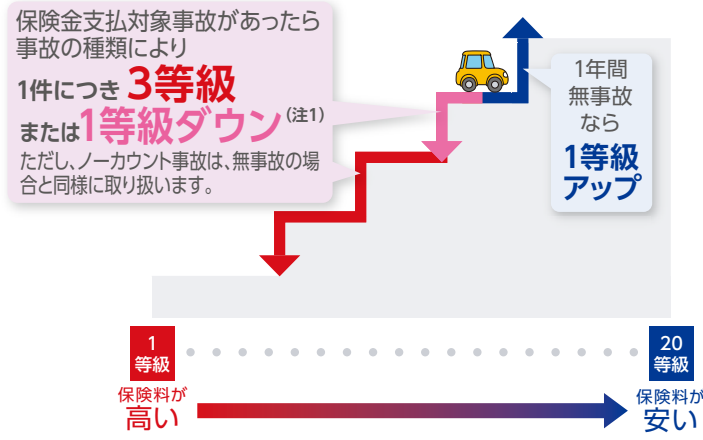 保険金支払対象事故があったら
事故の種類により
1件につき 3等級
または1等級ダウン(注1)
ただし、ノーカウント事故は、無事故の場
合と同様に取り扱います。
1年間
無事故
なら
1等級
アップ
1
等級
20
等級
保険料が
高い
保険料が
安い